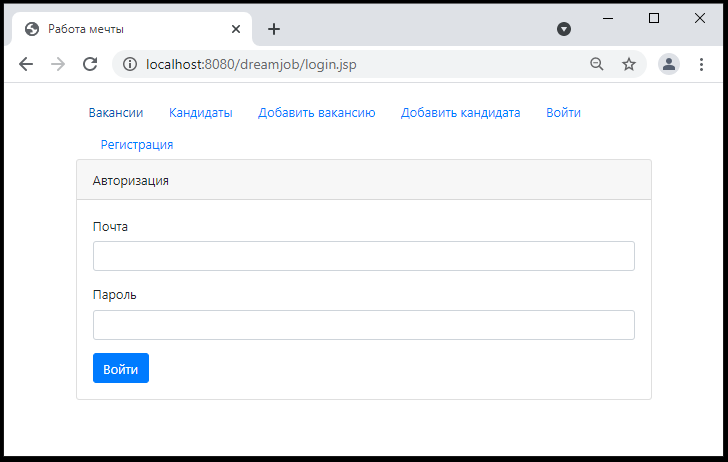 Работа мечты
localhost:8080/dreamjob/login.jsp
Вакансии Кандидаты Добавить вакансию Добавить кандидата Войти
Регистрация
Авторизация
Почта
Пароль
Войти